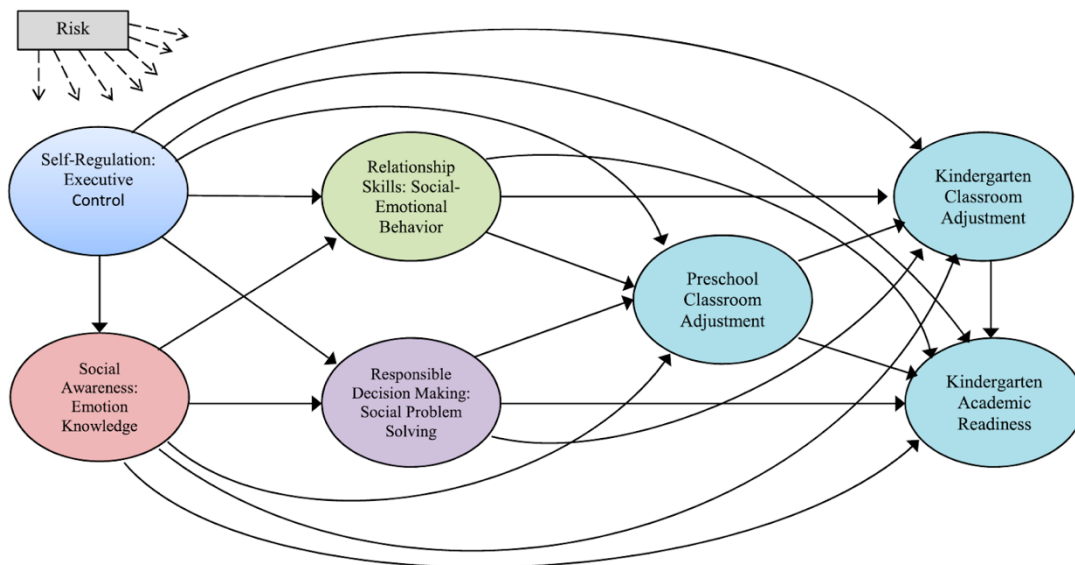 Risk
Self-Regulation:
Executive
Control
Relationship
Skills: Social-
Emotional
Behavior
Kindergarten
Classroom
Adjustment
Preschool
Classroom
Adjustment
Social
Awareness:
Emotion
Knowledge
Responsible
Decision Making:
Social Problem
Solving
Kindergarten
Academic
Readiness